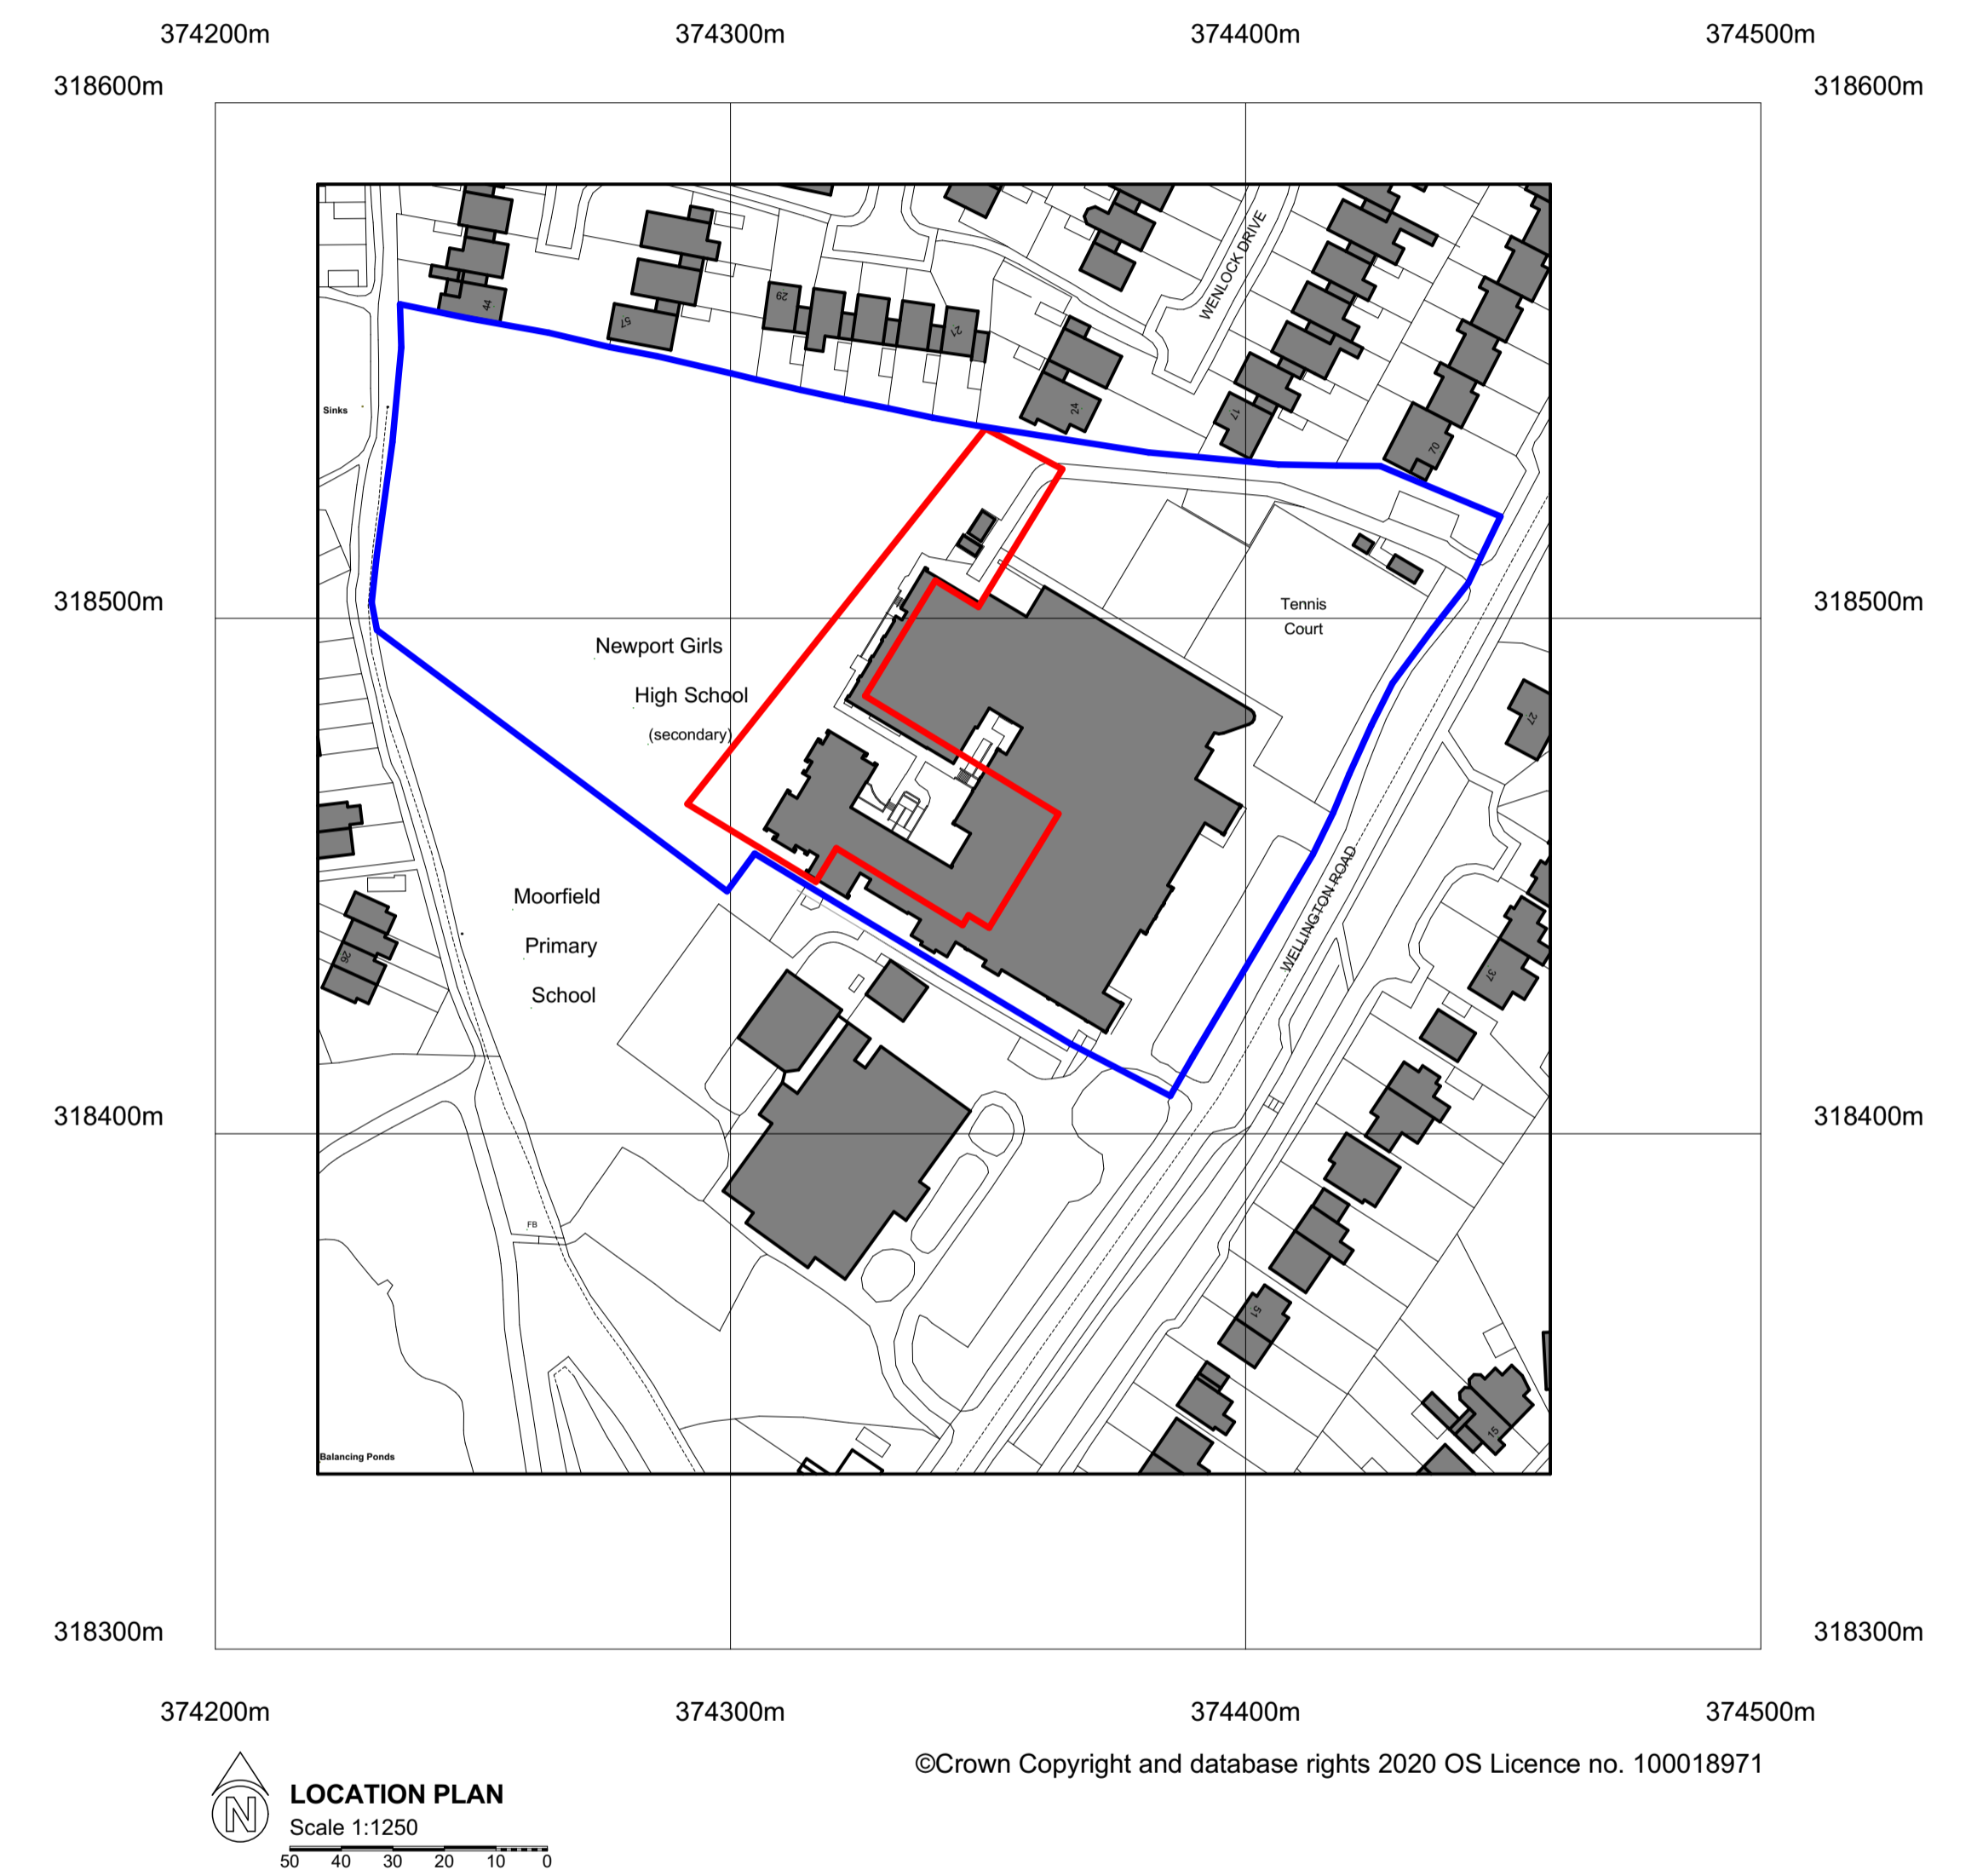 374200m 374300m 374400m 374500m
318600m 318600m
WENLOCK DRIVE
44
57
29
21
24
17
70
Sinks
318500m 318500m
Tennis
Court
Newport Girls
High School
(secondary)
27
WELLINGTON ROAD
Moorfield
Primary
School
26
37
318400m 318400m
FB
51
15
Balancing Ponds
318300m 318300m
374200m 374300m 374400m 374500m
©Crown Copyright and database rights 2020 OS Licence no. 100018971
N
LOCATION PLAN
Scale 1:1250
50 40 30 20 10 0